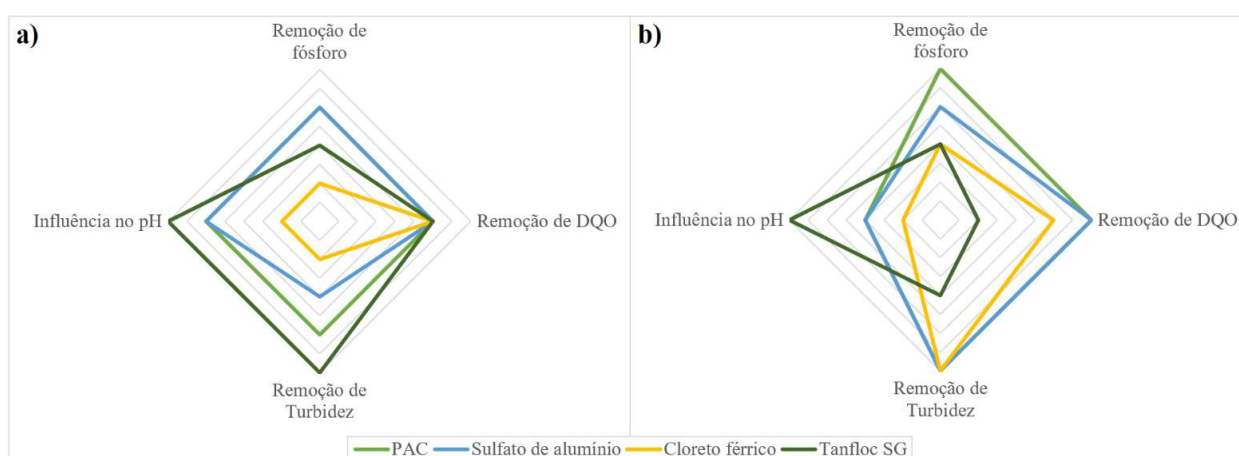 a)
Remoção de
fósforo
Influência no pH
Remoção de DQO
Remoção de
Turbidez
b)
Remoção de
fósforo
Influência no pH
Remoção de DQO
Remoção de
Turbidez
PAC
Sulfato de alumínio
Cloreto férrico
Tanfloc SG